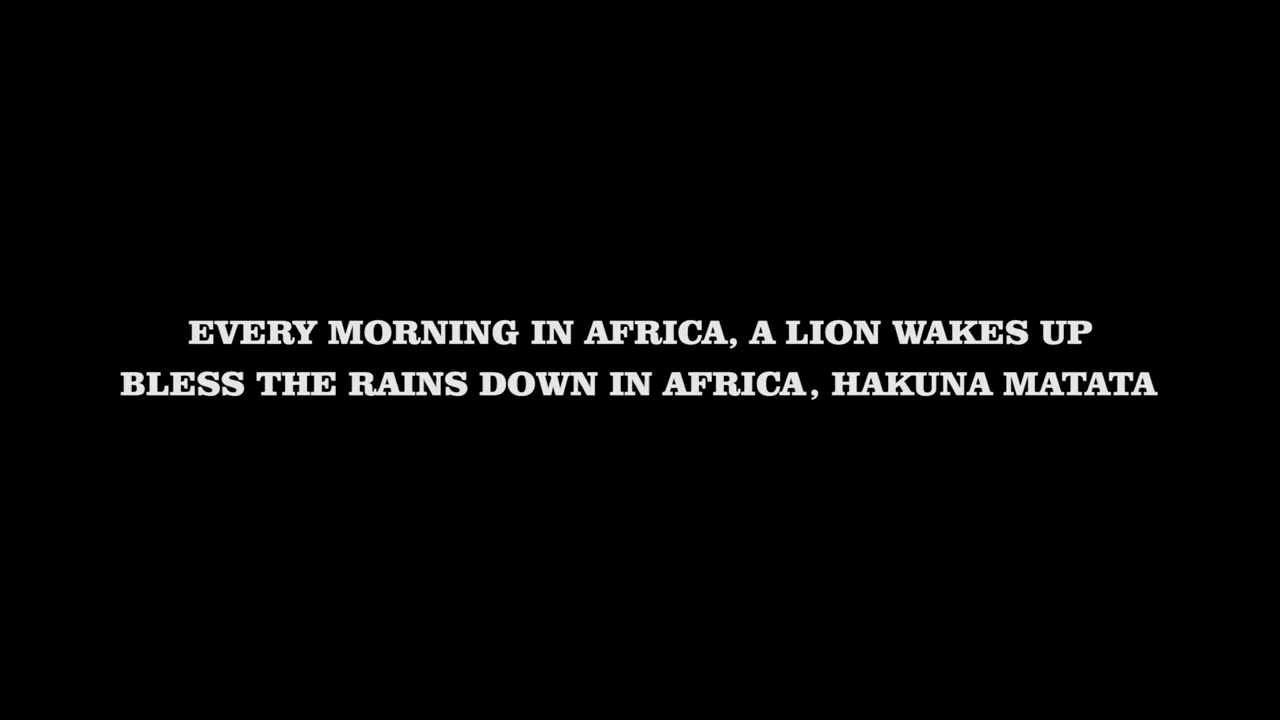 EVERY MORNING IN AFRICA, A LION WAKES UP
BLESS THE RAINS DOWN IN AFRICA, HAKUNA MATATA